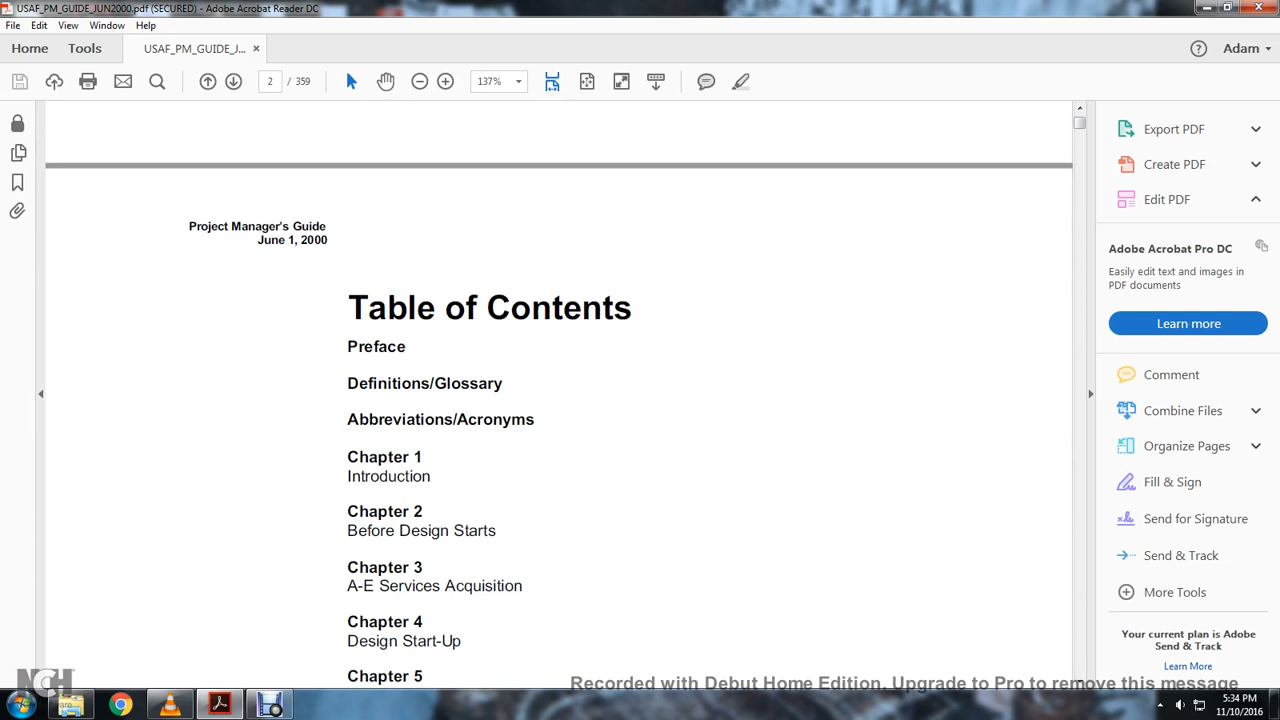 USAF_PM_GUIDE_JUN2000.pdf (SECURED) - Adobe Acrobat Reader DC
File Edit View Window Help
Home Tools USAF_PM_GUIDE_J... × Adam
2 / 359 137%
Project Manager's Guide
June 1, 2000
Table of Contents
Preface
Definitions/Glossary
Abbreviations/Acronyms
Chapter 1
Introduction
Chapter 2
Before Design Starts
Chapter 3
A-E Services Acquisition
Chapter 4
Design Start-Up
Chapter 5
Export PDF
Create PDF
Edit PDF
Adobe Acrobat Pro DC
Easily edit text and images in
PDF documents
Learn more
Comment
Combine Files
Organize Pages
Fill & Sign
Send for Signature
Send & Track
More Tools
Your current plan is Adobe
Send & Track
Learn More
NCH
Recorded with Debut Home Edition. Upgrade to Pro to remove this message
5:34 PM
11/10/2016